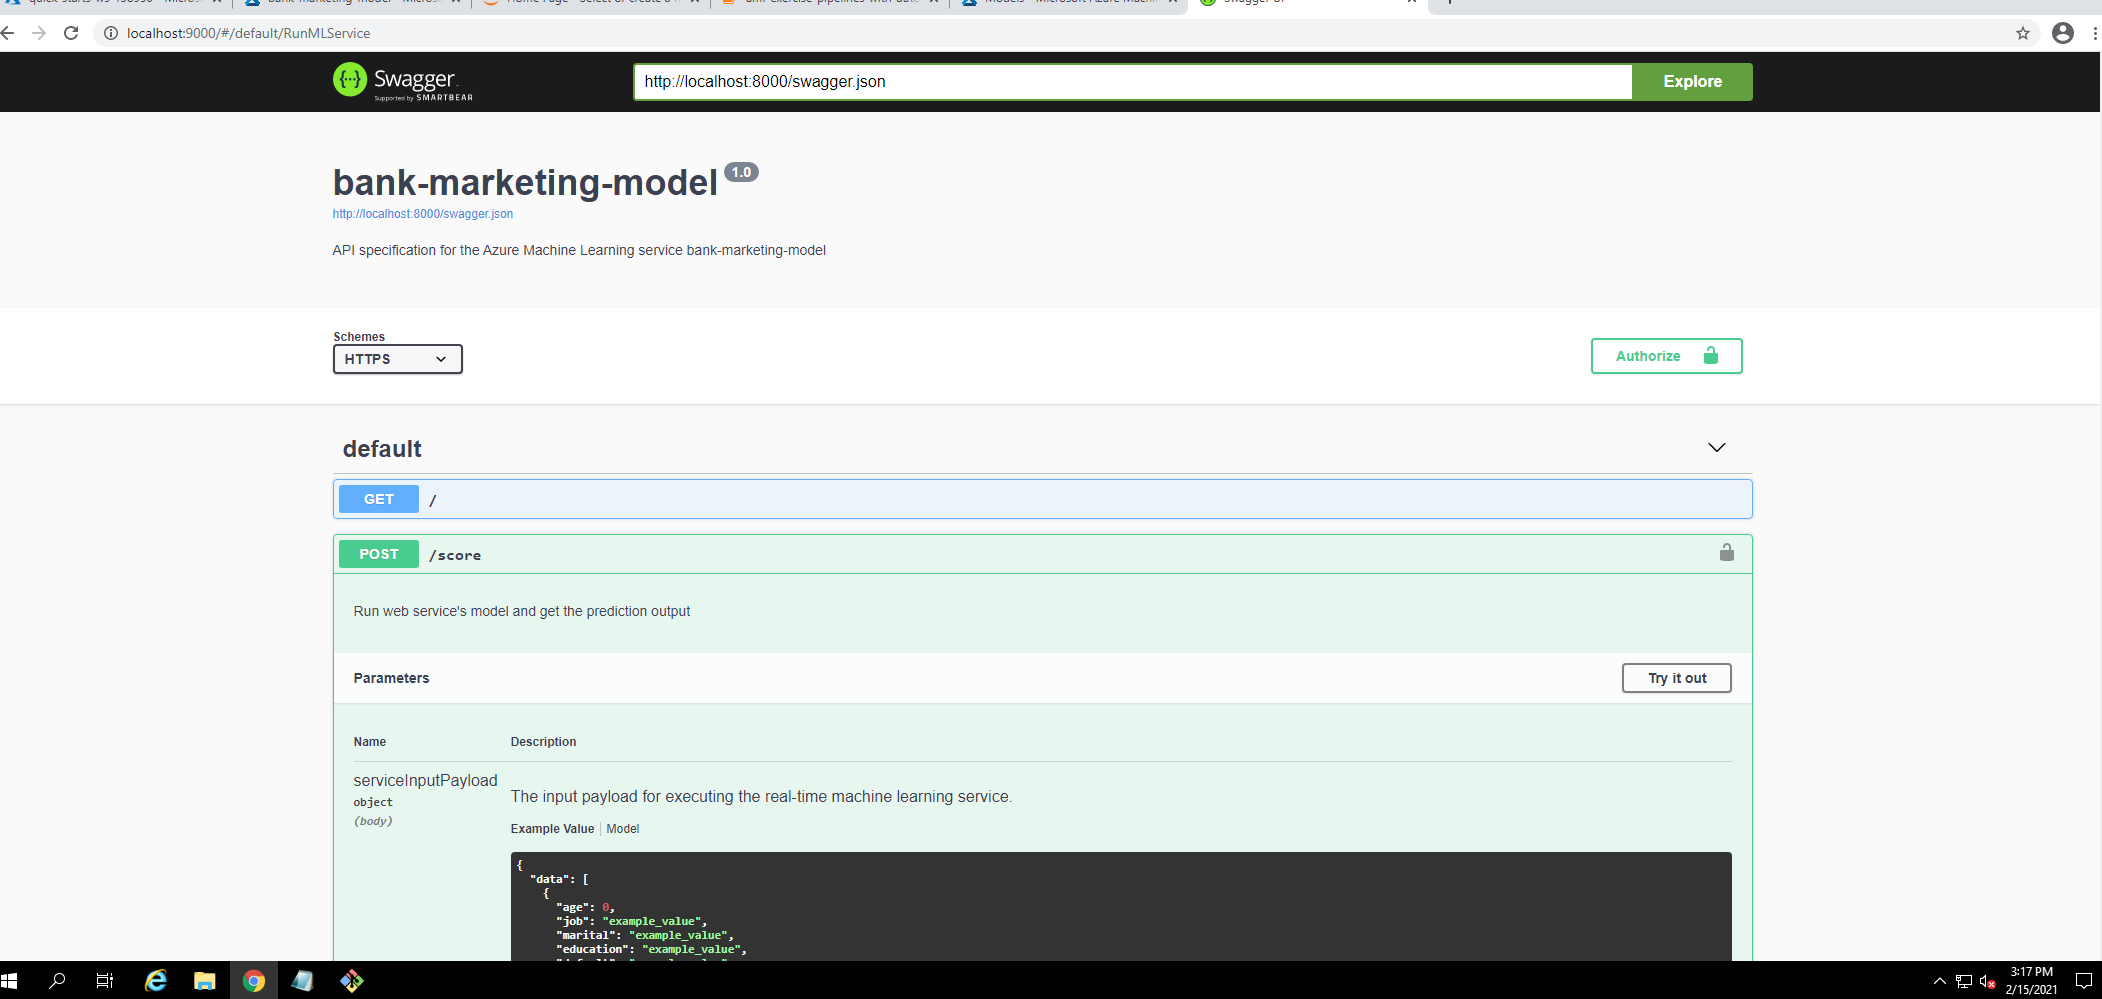 localhost:9000/#/default/RunMLService
{···} Swagger
Supported by SMARTBEAR
http://localhost:8000/swagger.json
Explore
bank-marketing-model 1.0
http://localhost:8000/swagger.json
API specification for the Azure Machine Learning service bank-marketing-model
Schemes
HTTPS
Authorize
default
GET /
POST /score
Run web service's model and get the prediction output
Parameters
Try it out
Name Description
serviceInputPayload
object
(body)
The input payload for executing the real-time machine learning service.
Example Value Model
{
"data": [
{
"age": 0,
"job": "example_value",
"marital": "example_value",
"education": "example_value",
3:17 PM
2/15/2021